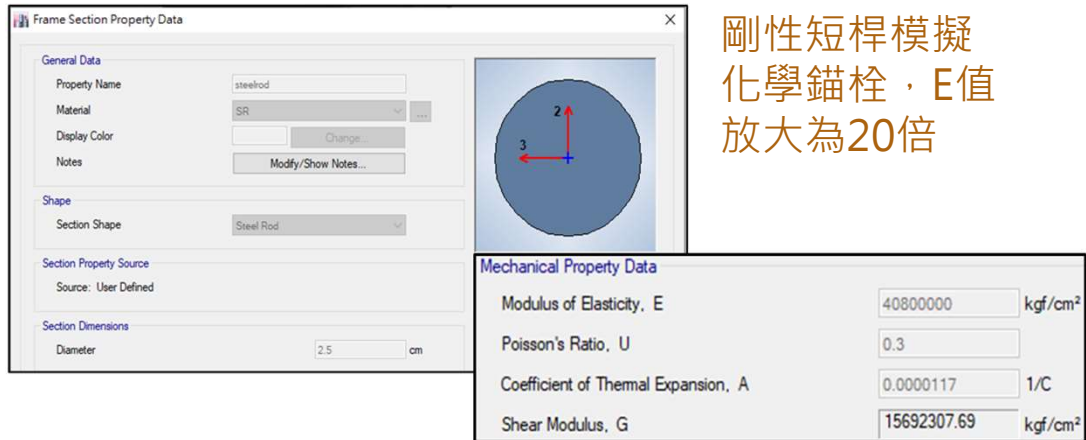 Frame Section Property Data
General Data
Property Name steelrod
Material SR ...
Display Color Change...
Notes Modify/Show Notes...
Shape
Section Shape Steel Rod
Section Property Source
Source: User Defined
Section Dimensions
Diameter 2.5 cm
2
3
剛性短桿模擬
化學錨栓，E值
放大為20倍
Mechanical Property Data
Modulus of Elasticity, E 40800000 kgf/cm²
Poisson's Ratio, U 0.3
Coefficient of Thermal Expansion, A 0.0000117 1/C
Shear Modulus, G 15692307.69 kgf/cm²